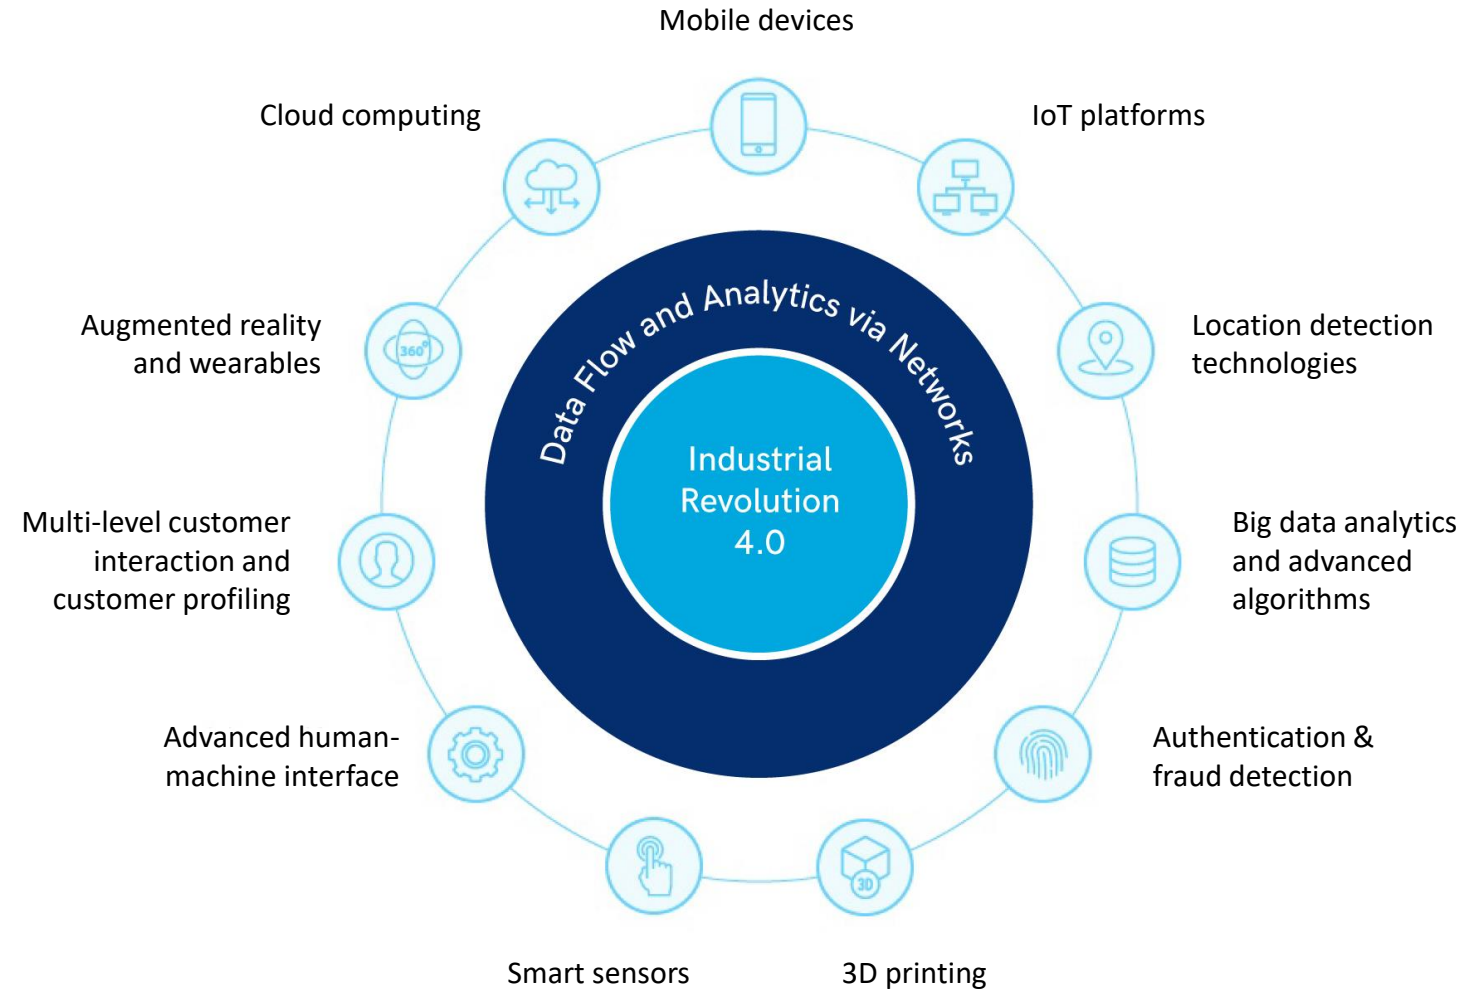 Mobile devices
Cloud computing
IoT platforms
Augmented reality
and wearables
360°
Location detection
technologies
Data Flow and Analytics via Networks
Industrial
Revolution
4.0
Multi-level customer
interaction and
customer profiling
Big data analytics
and advanced
algorithms
Advanced human-
machine interface
Authentication &
fraud detection
3D
Smart sensors
3D printing